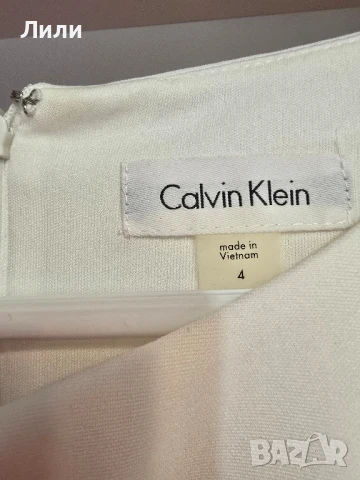 Лили
Calvin Klein
made in
Vietnam
4
BAZAR